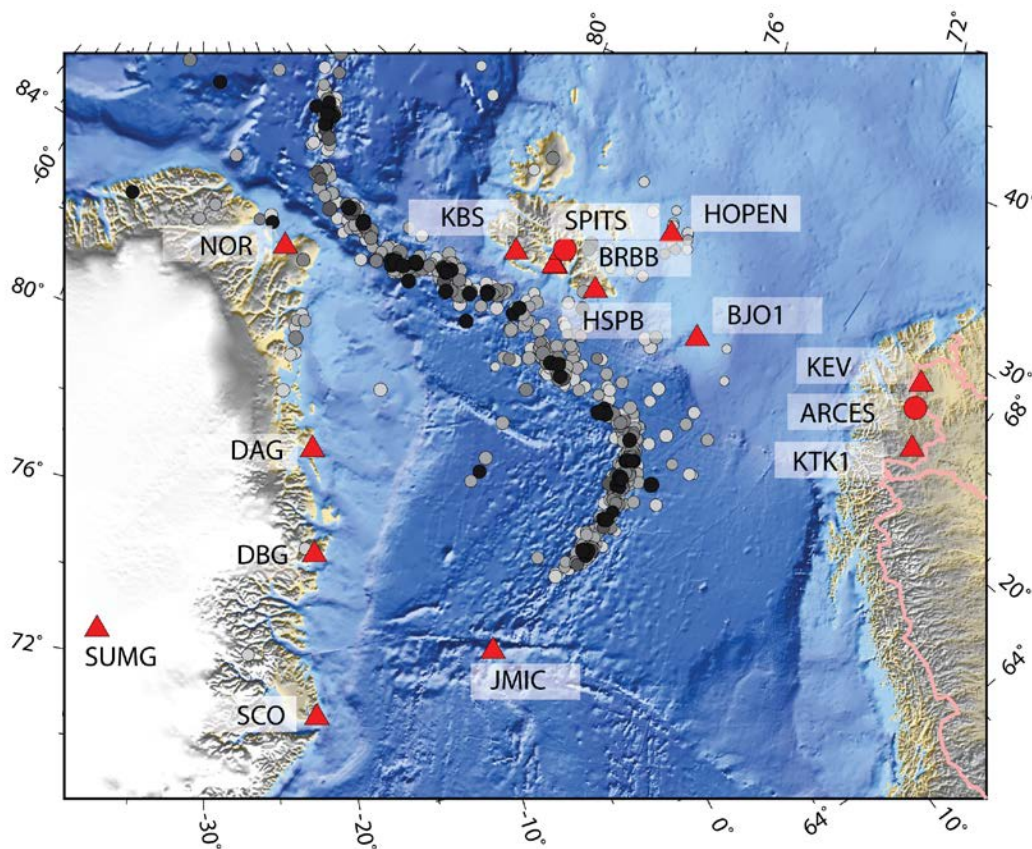 80° 76° 72°
84°
-60°
40°
KBS SPITS HOPEN
NOR
BRBB
80°
HSPB BJO1
KEV
30°
ARCES
68°
DAG KTK1
76°
DBG
20°
72°
SUMG
JMIC
64°
SCO
-30° -20° -10° 0° 64° 10°